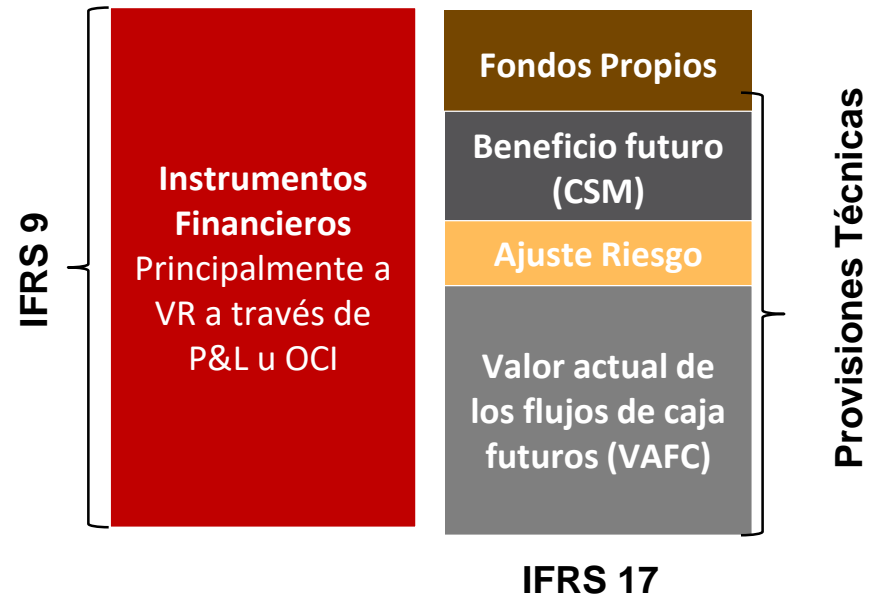 IFRS 9
Instrumentos
Financieros
Principalmente a
VR a través de
P&L u OCI
Fondos Propios
Beneficio futuro
(CSM)
Ajuste Riesgo
Valor actual de
los flujos de caja
futuros (VAFC)
Provisiones Técnicas
IFRS 17